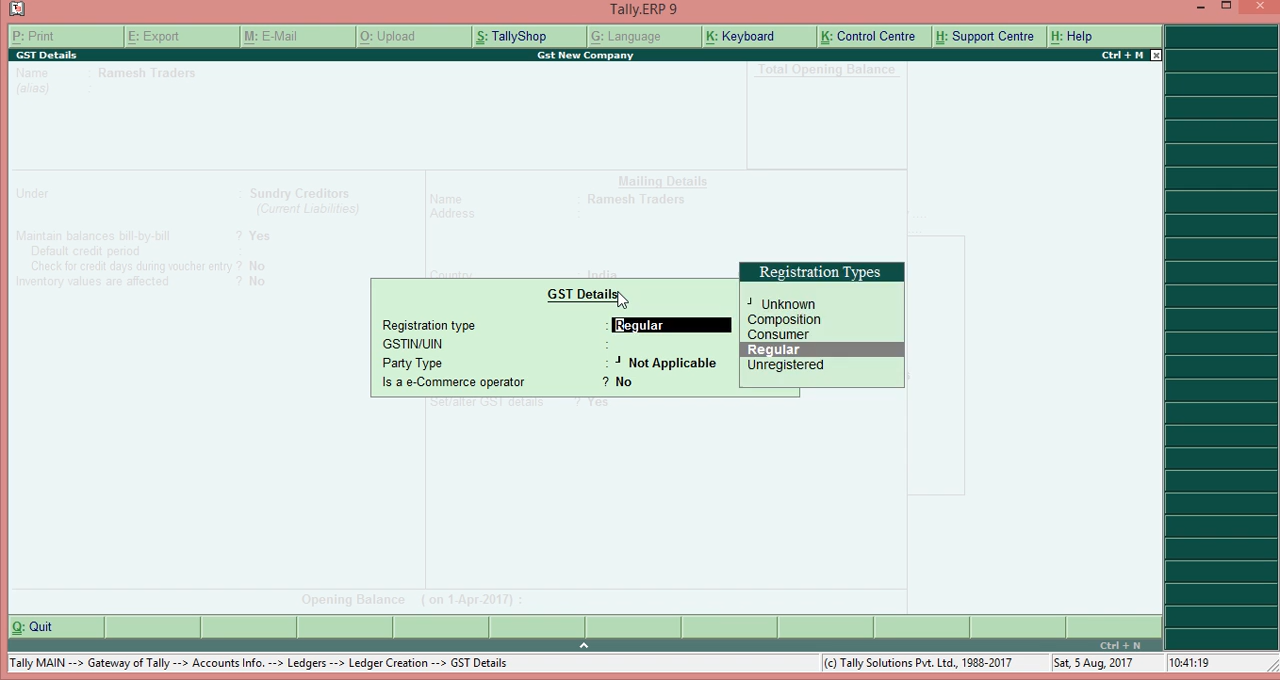 Tally.ERP 9
P: Print E: Export M: E-Mail O: Upload S: TallyShop G: Language K: Keyboard K: Control Centre H: Support Centre H: Help
GST Details Gst New Company Ctrl + M
Name : Ramesh Traders Total Opening Balance
(alias) :
Under : Sundry Creditors
(Current Liabilities)
Maintain balances bill-by-bill ? Yes
Default credit period :
Check for credit days during voucher entry ? No
Inventory values are affected ? No
Mailing Details
Name : Ramesh Traders
Address :
Country : India
GST Details
Registration type : Regular
GSTIN/UIN :
Party Type : ┘ Not Applicable
Is a e-Commerce operator ? No
Registration Types
┘ Unknown
Composition
Consumer
Regular
Unregistered
Set/alter GST details ? Yes
Opening Balance ( on 1-Apr-2017) :
Q: Quit
Ctrl + N
Tally MAIN --> Gateway of Tally --> Accounts Info. --> Ledgers --> Ledger Creation --> GST Details (c) Tally Solutions Pvt. Ltd., 1988-2017 Sat, 5 Aug, 2017 10:41:19